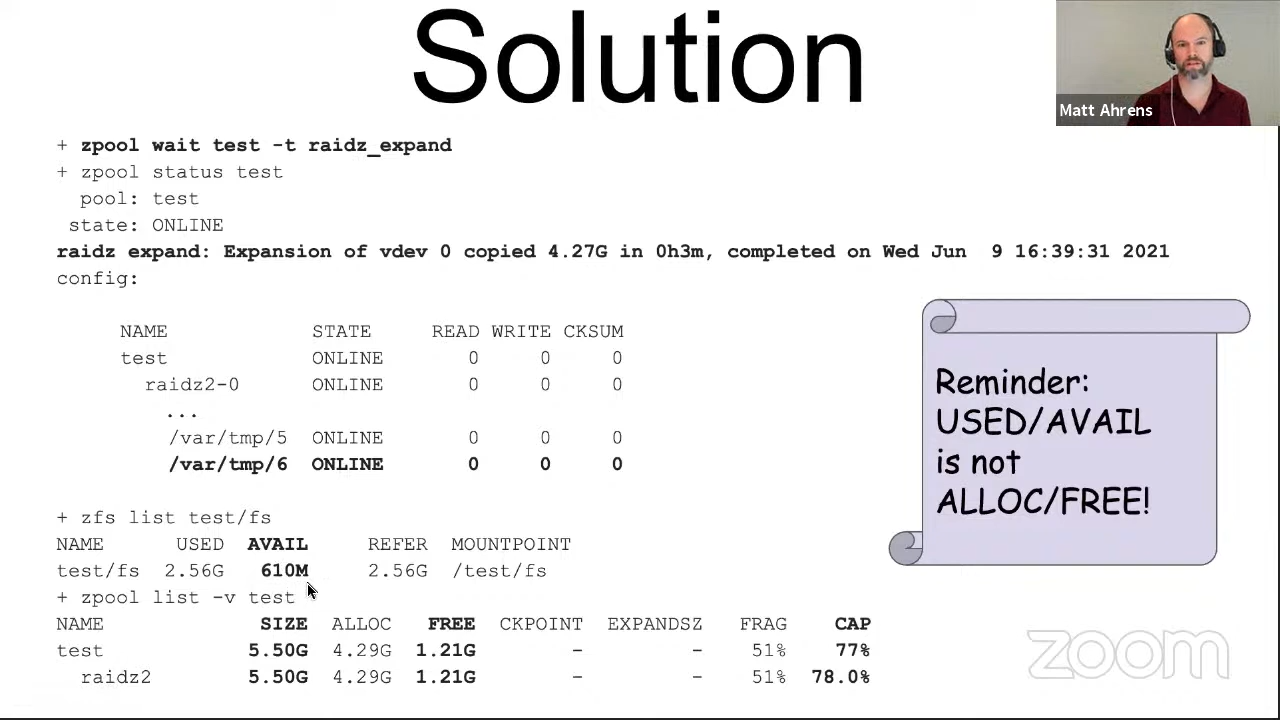 Solution
Matt Ahrens
+ zpool wait test -t raidz_expand
+ zpool status test
pool: test
state: ONLINE
raidz expand: Expansion of vdev 0 copied 4.27G in 0h3m, completed on Wed Jun  9 16:39:31 2021
config:
NAME STATE READ WRITE CKSUM
test ONLINE 0 0 0
raidz2-0 ONLINE 0 0 0
...
/var/tmp/5 ONLINE 0 0 0
/var/tmp/6 ONLINE 0 0 0
Reminder:
USED/AVAIL
is not
ALLOC/FREE!
+ zfs list test/fs
NAME USED AVAIL REFER MOUNTPOINT
test/fs 2.56G 610M 2.56G /test/fs
+ zpool list -v test
NAME SIZE ALLOC FREE CKPOINT EXPANDSZ FRAG CAP
test 5.50G 4.29G 1.21G - - 51% 77%
raidz2 5.50G 4.29G 1.21G - - 51% 78.0%
zoom